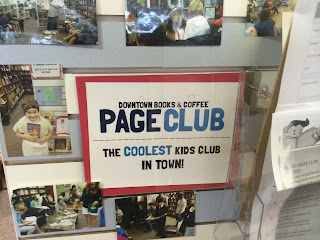 DOWNTOWN BOOKS & COFFEE
PAGE CLUB
THE COOLEST KIDS CLUB
IN TOWN!